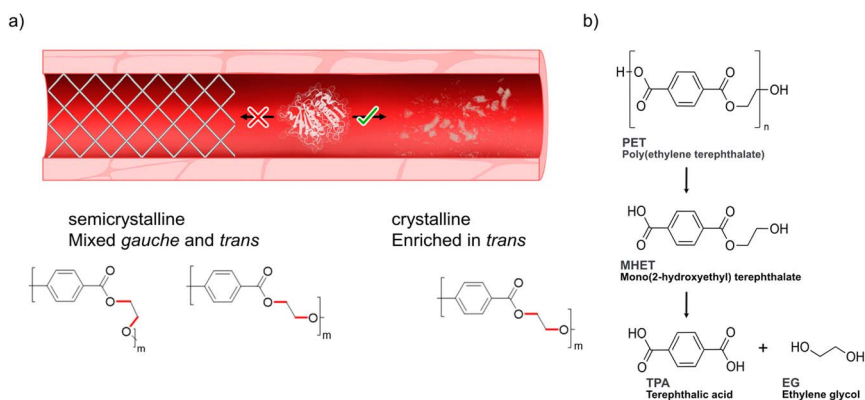 a)
semicrystalline
Mixed gauche and trans
O
O
O
m
O
O
O
m
crystalline
Enriched in trans
O
O
O
m
b)
H
O
O
O
O
OH
n
PET
Poly(ethylene terephthalate)
HO
O
O
O
OH
MHET
Mono(2-hydroxyethyl) terephthalate
HO
O
O
OH
TPA
Terephthalic acid
+
HO
OH
EG
Ethylene glycol